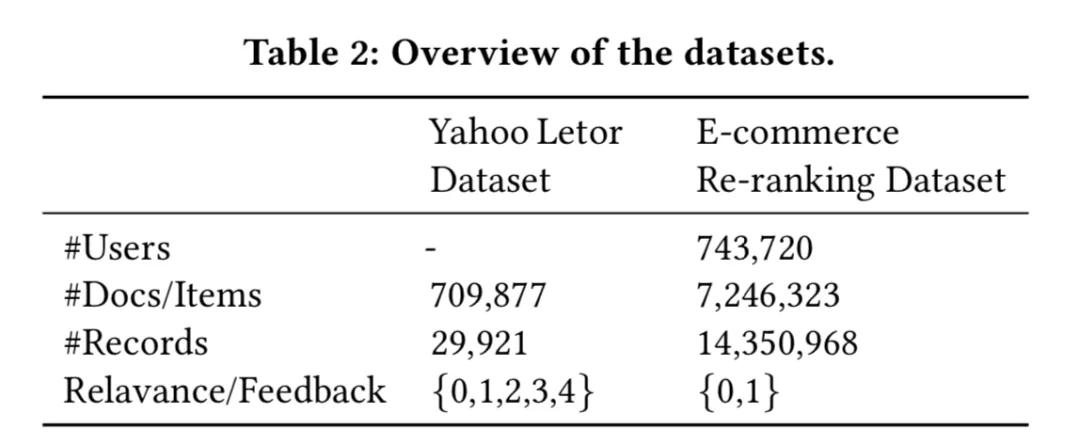 Table 2: Overview of the datasets.
Yahoo Letor E-commerce
Dataset Re-ranking Dataset
#Users - 743,720
#Docs/Items 709,877 7,246,323
#Records 29,921 14,350,968
Relavance/Feedback {0,1,2,3,4} {0,1}